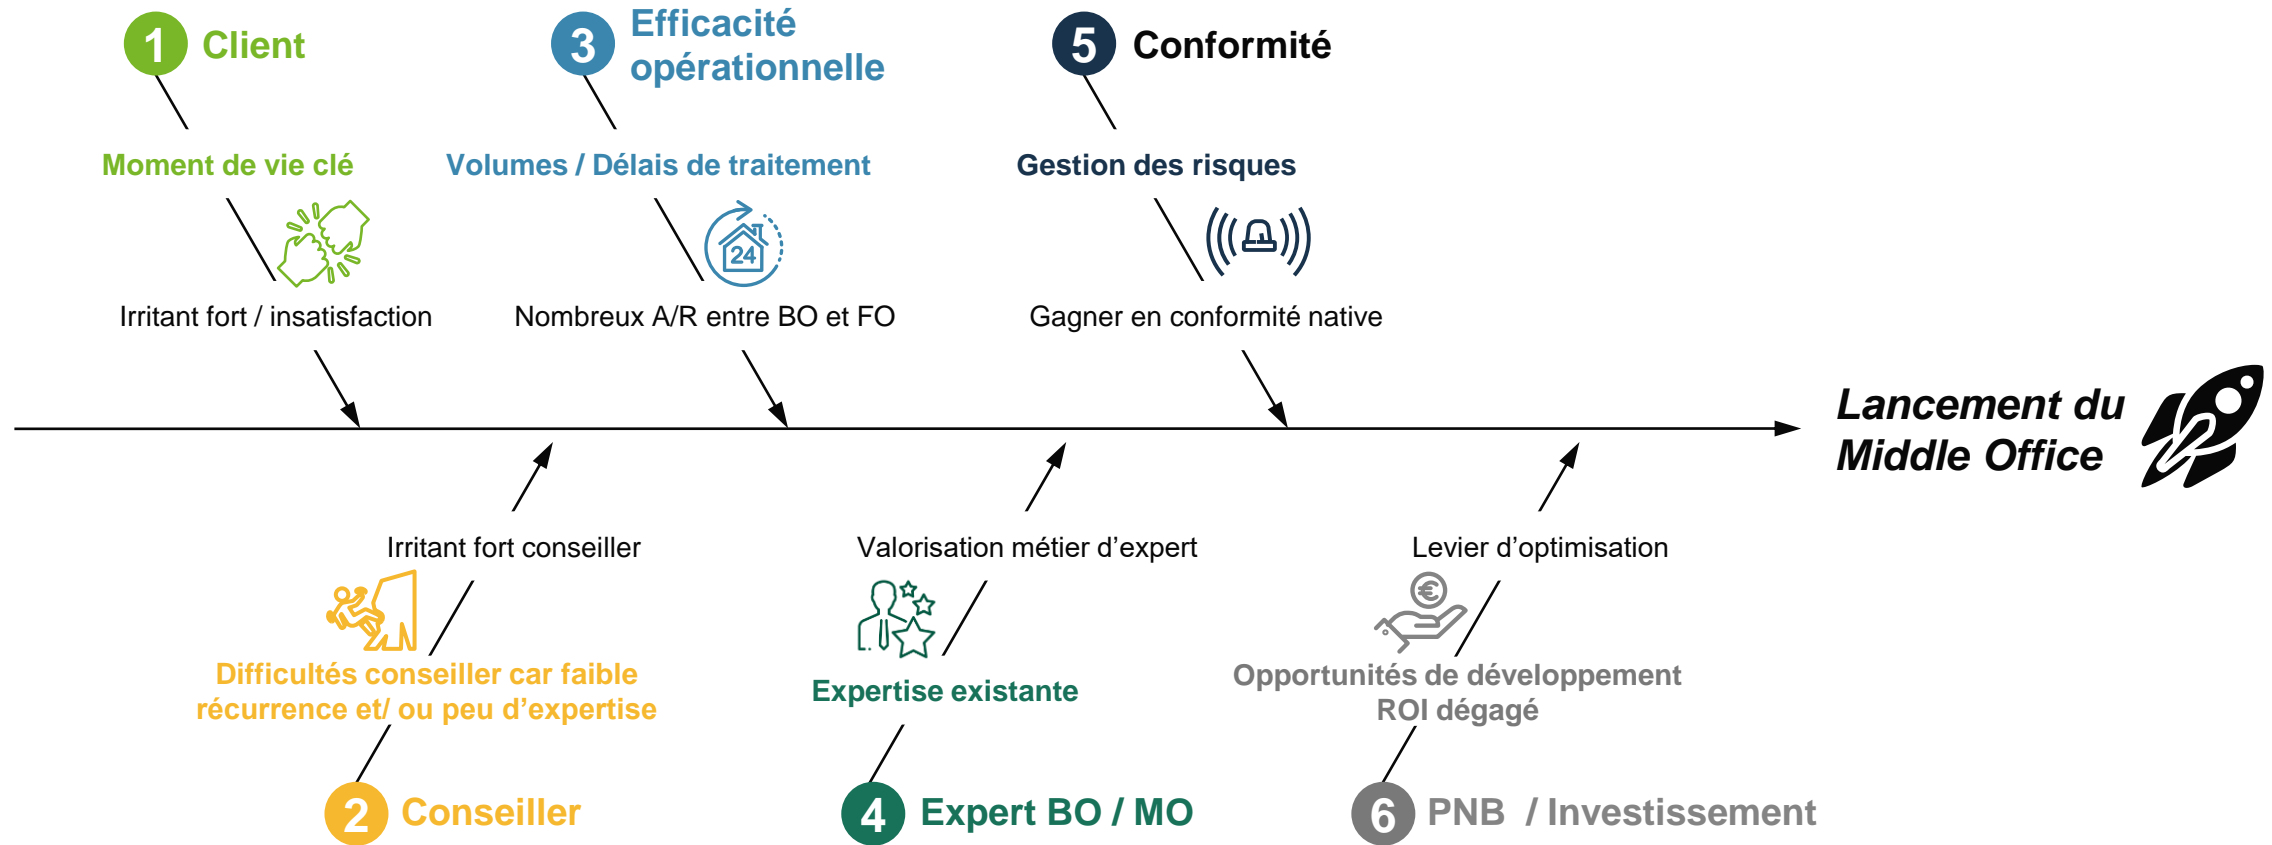 1 Client
3 Efficacité
opérationnelle
5 Conformité
Moment de vie clé
Volumes / Délais de traitement
Gestion des risques
24
Irritant fort / insatisfaction
Nombreux A/R entre BO et FO
Gagner en conformité native
Lancement du
Middle Office
Irritant fort conseiller
Valorisation métier d’expert
Levier d’optimisation
€
Difficultés conseiller car faible
récurrence et/ ou peu d’expertise
Expertise existante
Opportunités de développement
ROI dégagé
2 Conseiller
4 Expert BO / MO
6 PNB / Investissement